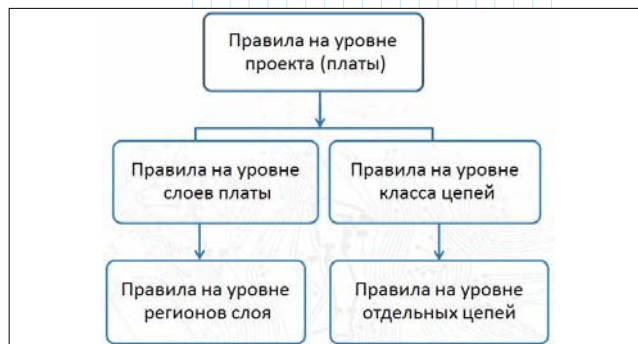 Правила на уровне
проекта (платы)
Правила на уровне
слоев платы
Правила на уровне
класса цепей
Правила на уровне
регионов слоя
Правила на уровне
отдельных цепей